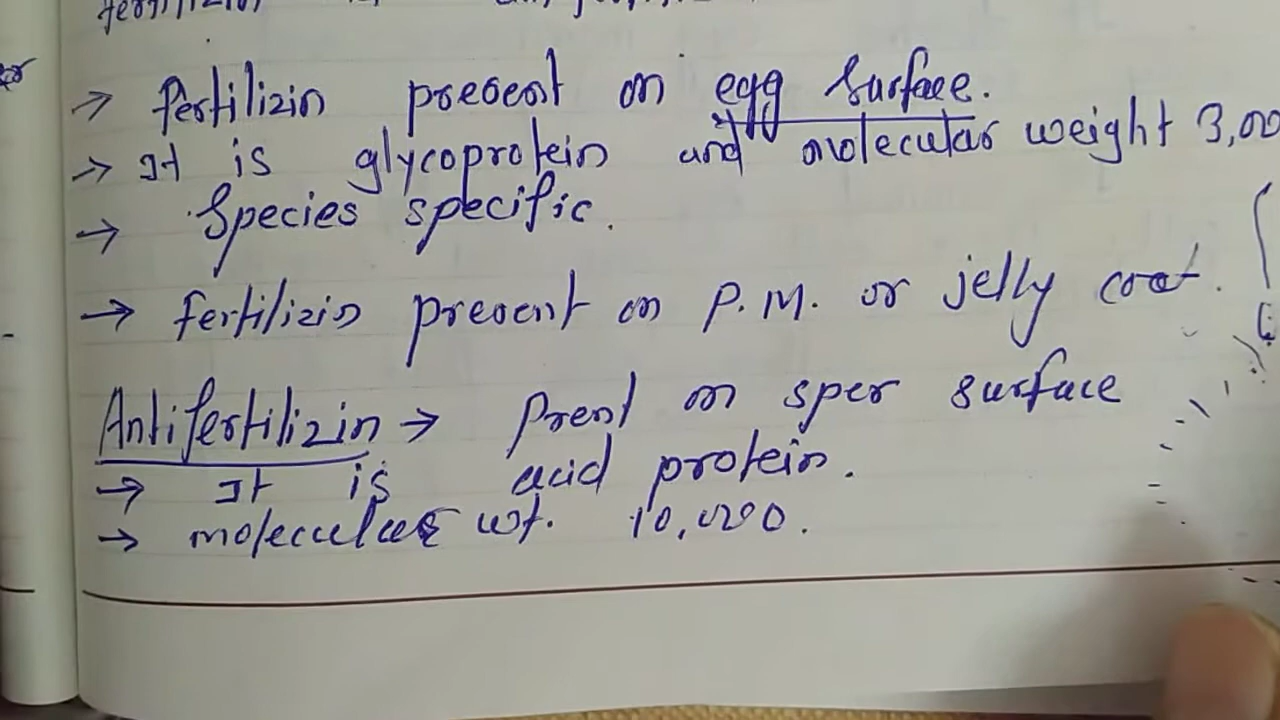 → fertilizin present on egg surface.
→ It is glycoprotein and molecular weight 3,00
→ Species specific.
→ fertilizin present on P.M. or jelly coat.
Antifertilizin → Prent on sper surface
→ It is acid protein.
→ molecular wt. 10,000.